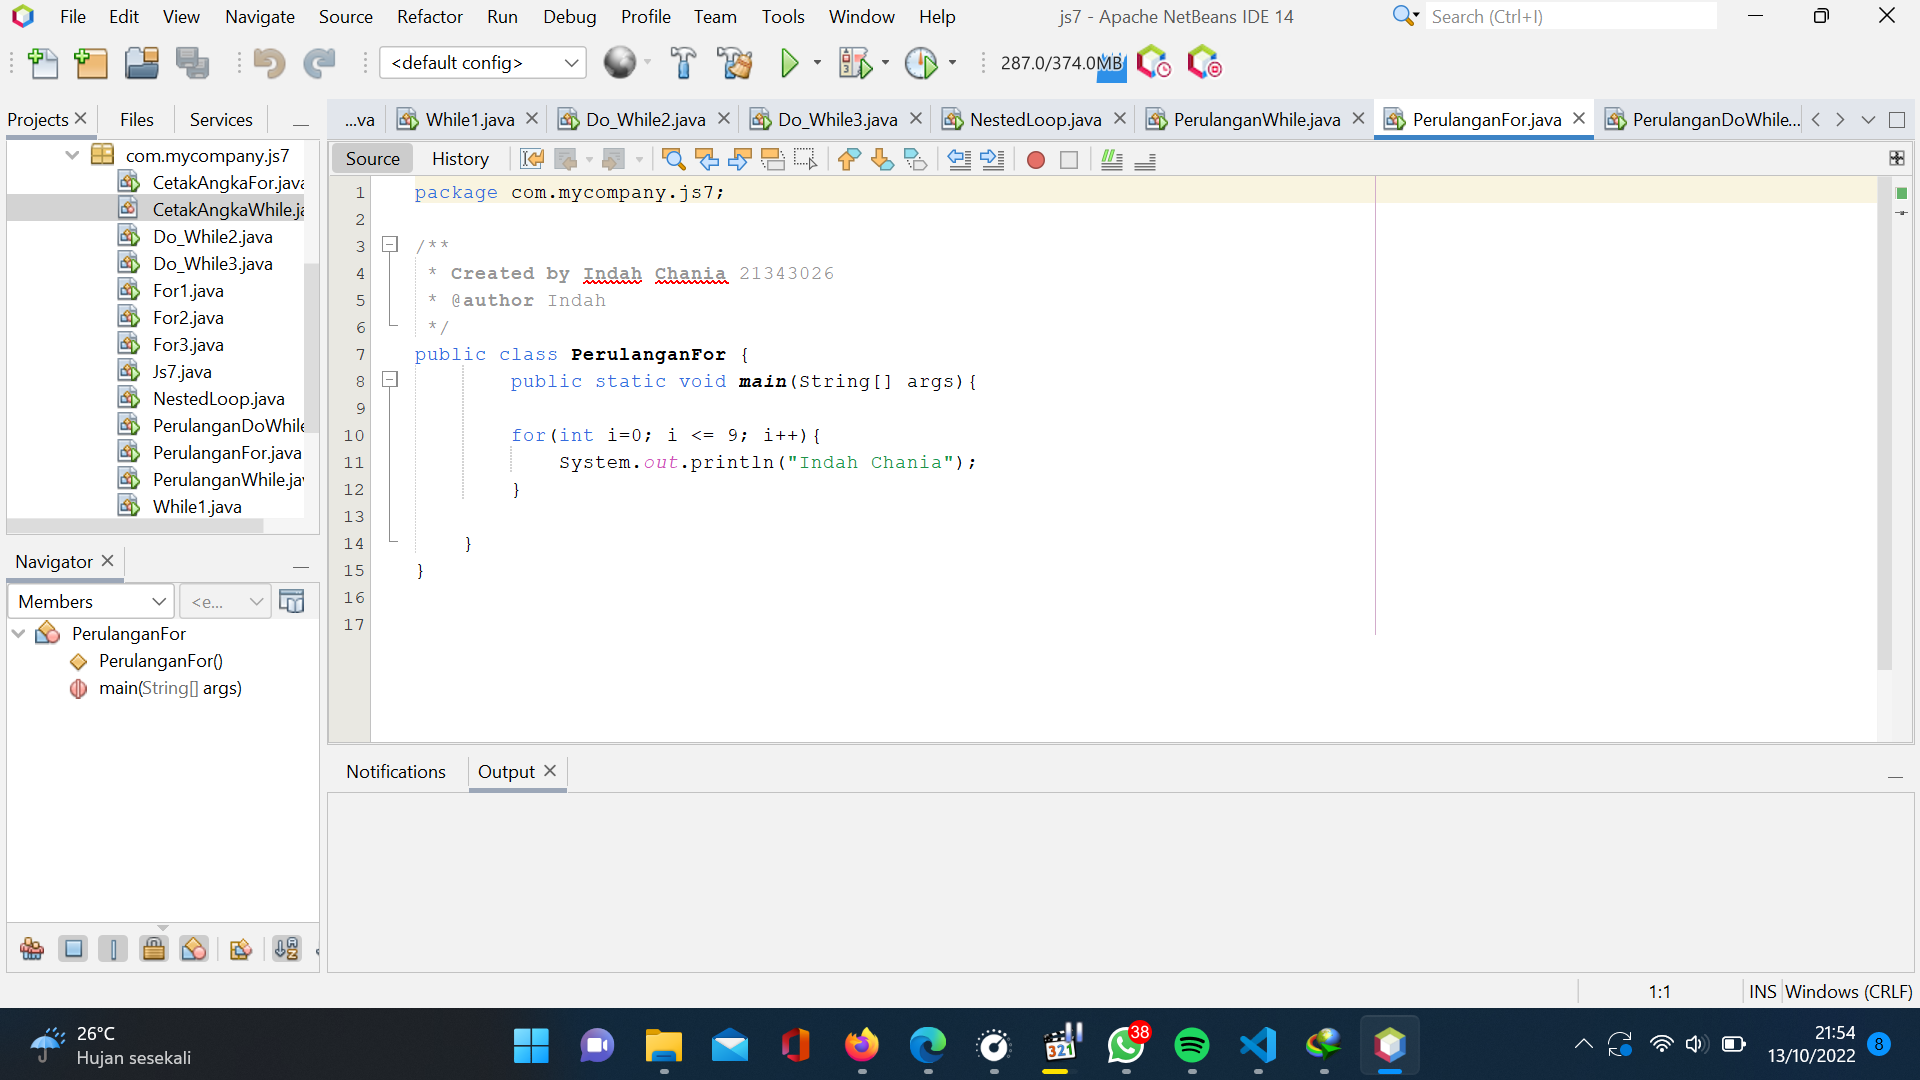 File Edit View Navigate Source Refactor Run Debug Profile Team Tools Window Help
js7 - Apache NetBeans IDE 14
Search (Ctrl+I)
<default config>
287.0/374.0MB
Projects Files Services
...va While1.java Do_While2.java Do_While3.java NestedLoop.java PerulanganWhile.java PerulanganFor.java PerulanganDoWhile...
com.mycompany.js7
CetakAngkaFor.java
CetakAngkaWhile.ja
Do_While2.java
Do_While3.java
For1.java
For2.java
For3.java
Js7.java
NestedLoop.java
PerulanganDoWhile
PerulanganFor.java
PerulanganWhile.jav
While1.java
Source History
1 package com.mycompany.js7;
2
3 /**
4 * Created by Indah Chania 21343026
5 * @author Indah
6 */
7 public class PerulanganFor {
8 public static void main(String[] args){
9
10 for(int i=0; i <= 9; i++){
11 System.out.println("Indah Chania");
12 }
13
14 }
15 }
16
17
Navigator
Members <e...
PerulanganFor
PerulanganFor()
main(String[] args)
Notifications Output
1:1 INS Windows (CRLF)
26°C
Hujan sesekali
321
38
21:54
13/10/2022
8